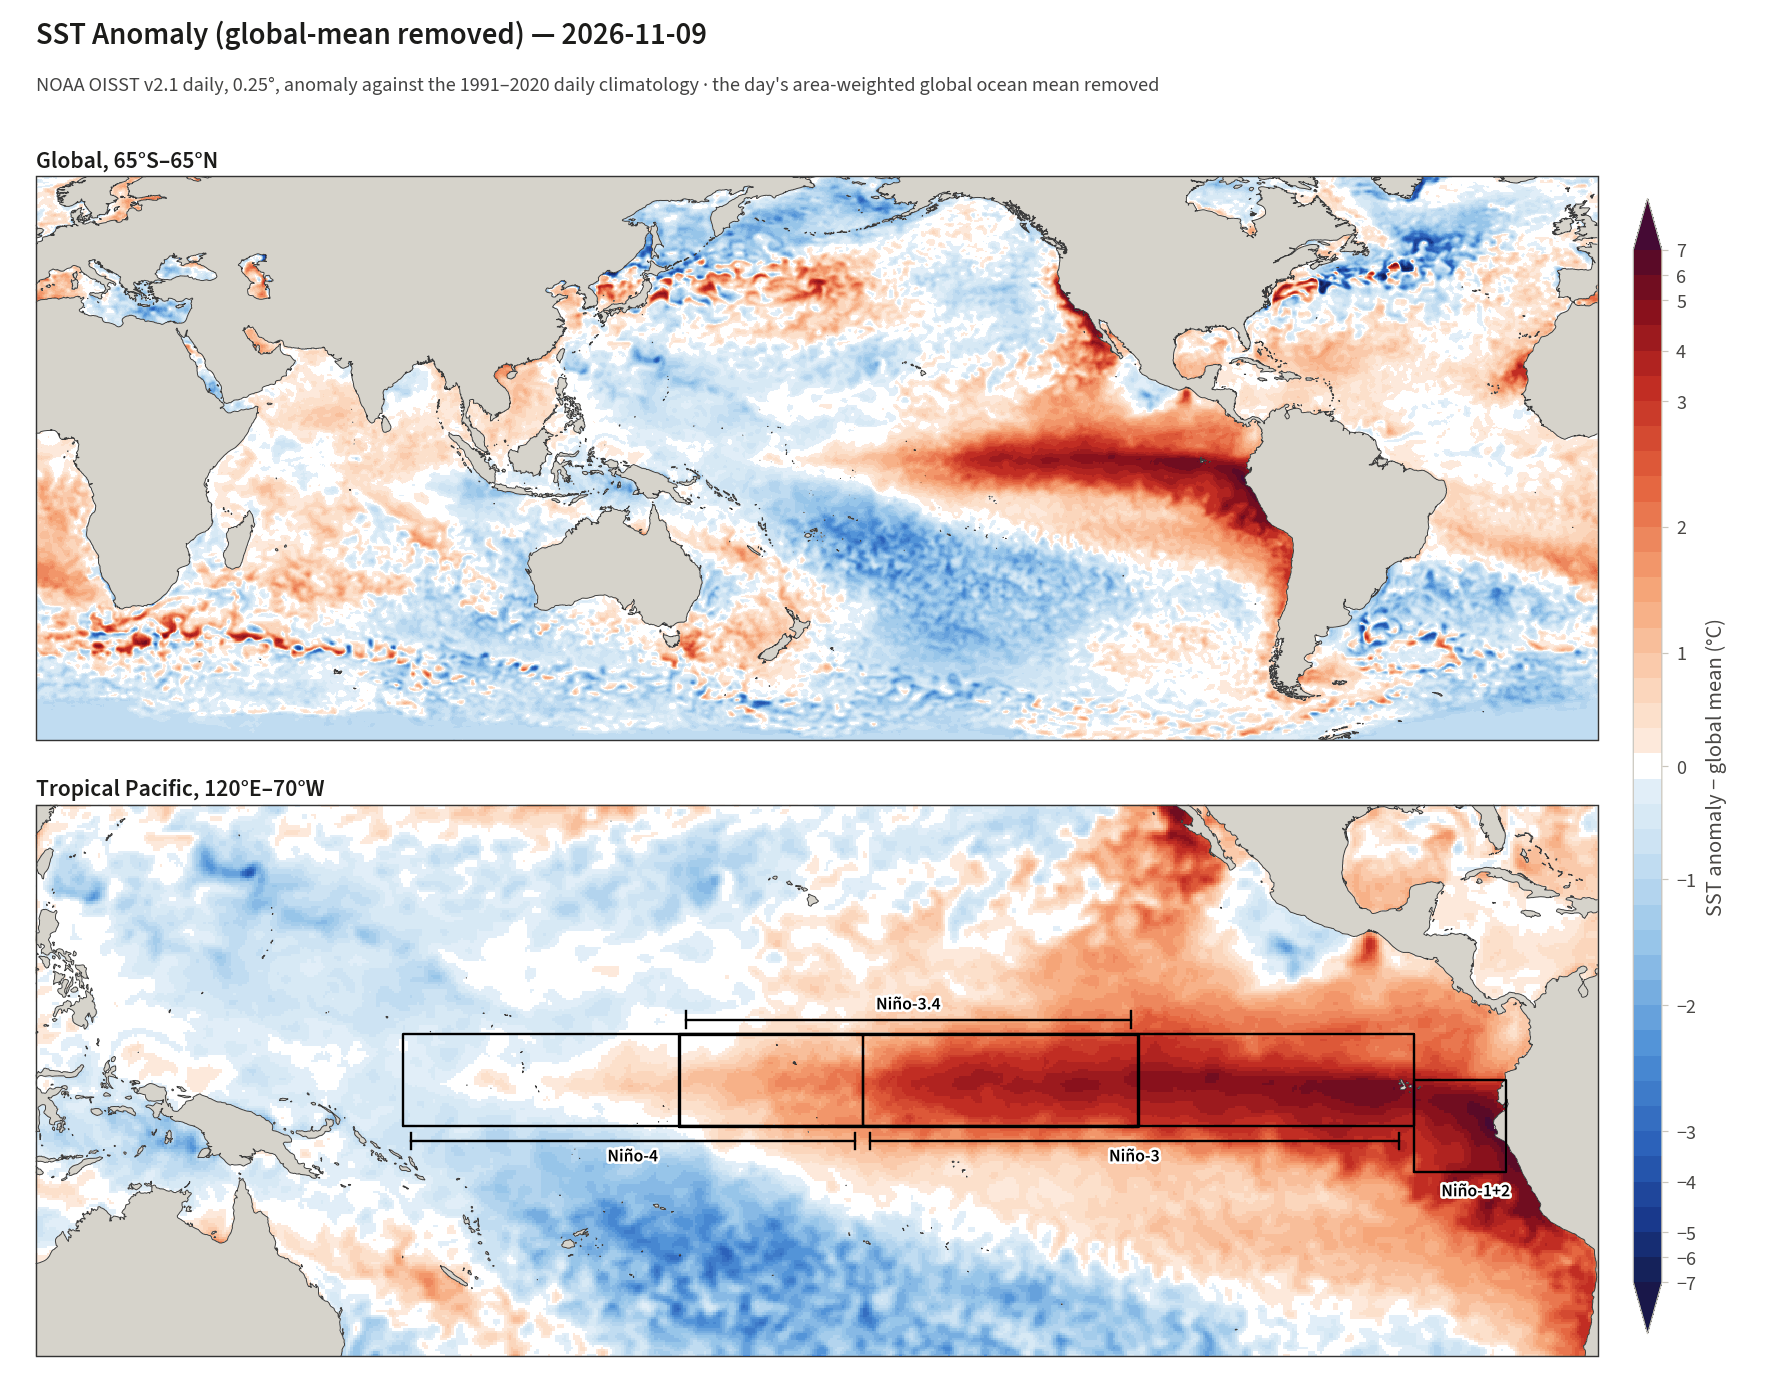 SST Anomaly (global-mean removed) — 2026-11-09
NOAA OISST v2.1 daily, 0.25°, anomaly against the 1991–2020 daily climatology · the day's area-weighted global ocean mean removed
Global, 65°S–65°N
Tropical Pacific, 120°E–70°W
Niño-3.4
Niño-4
Niño-3
Niño-1+2
7
6
5
4
3
2
1
0
−1
−2
−3
−4
−5
−6
−7
SST anomaly − global mean (°C)